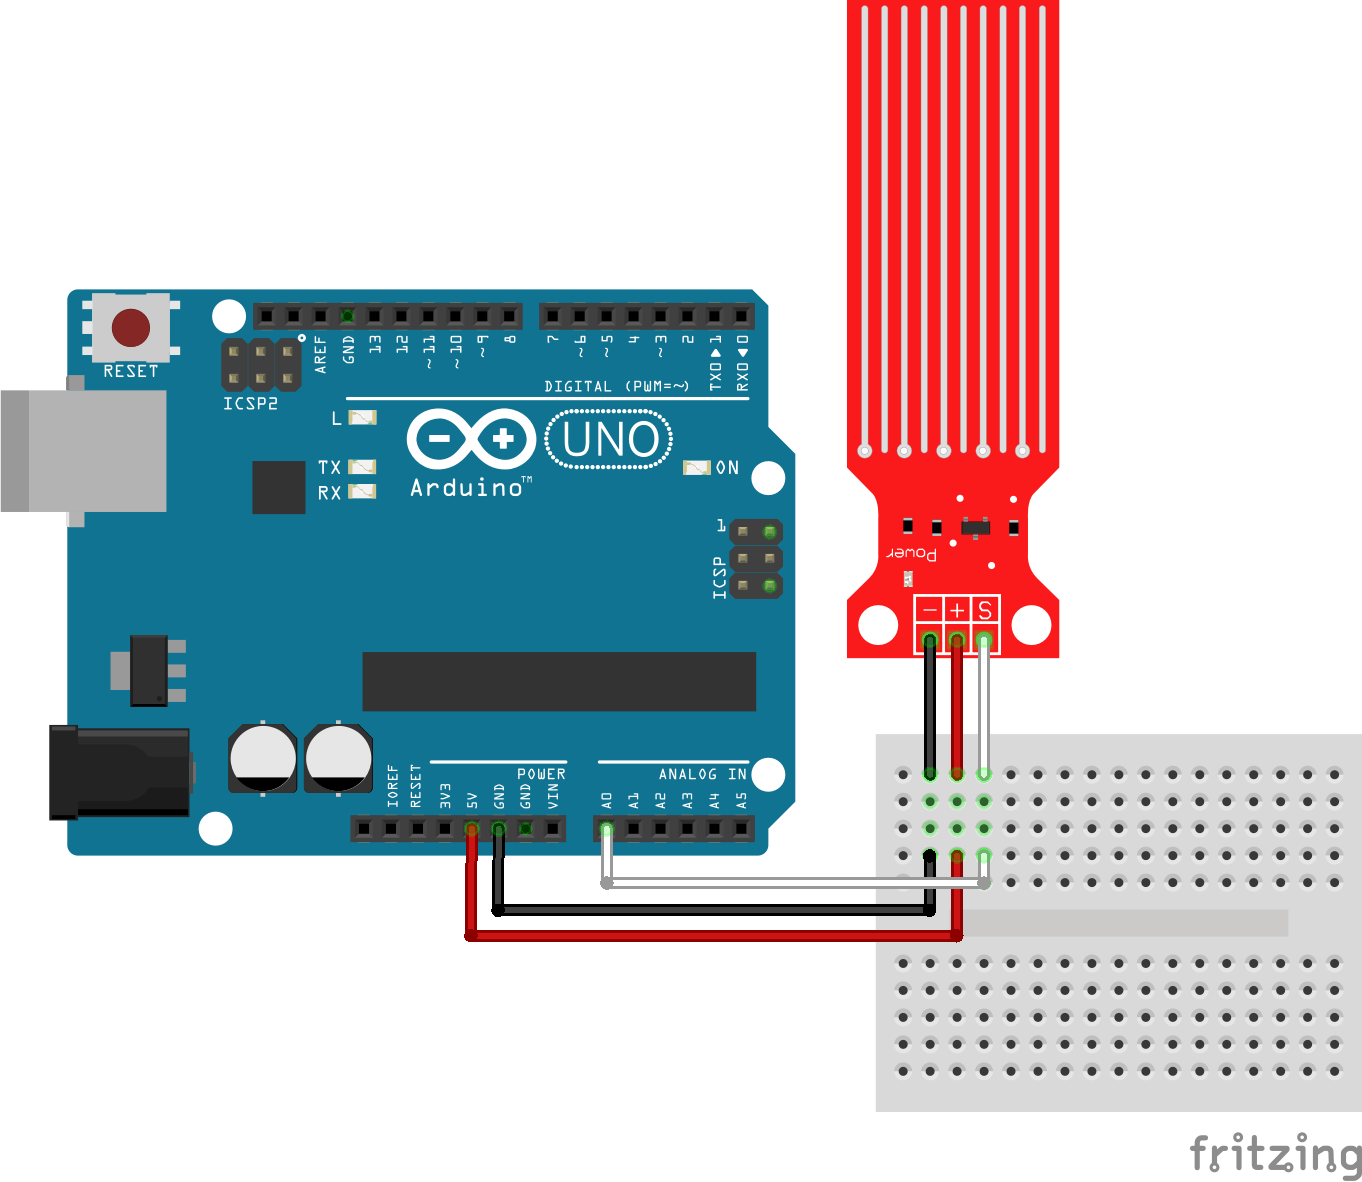 RESET
ICSP2
AREF
GND
13
12
~11
~10
~9
8
7
~6
~5
4
~3
2
TX0▶1
RX0◀0
DIGITAL (PWM=~)
L
TX
RX
Arduino™
UNO
ON
1
ICSP
Power
- + S
IOREF
RESET
3V3
5V
GND
GND
VIN
POWER
ANALOG IN
A0
A1
A2
A3
A4
A5
fritzing